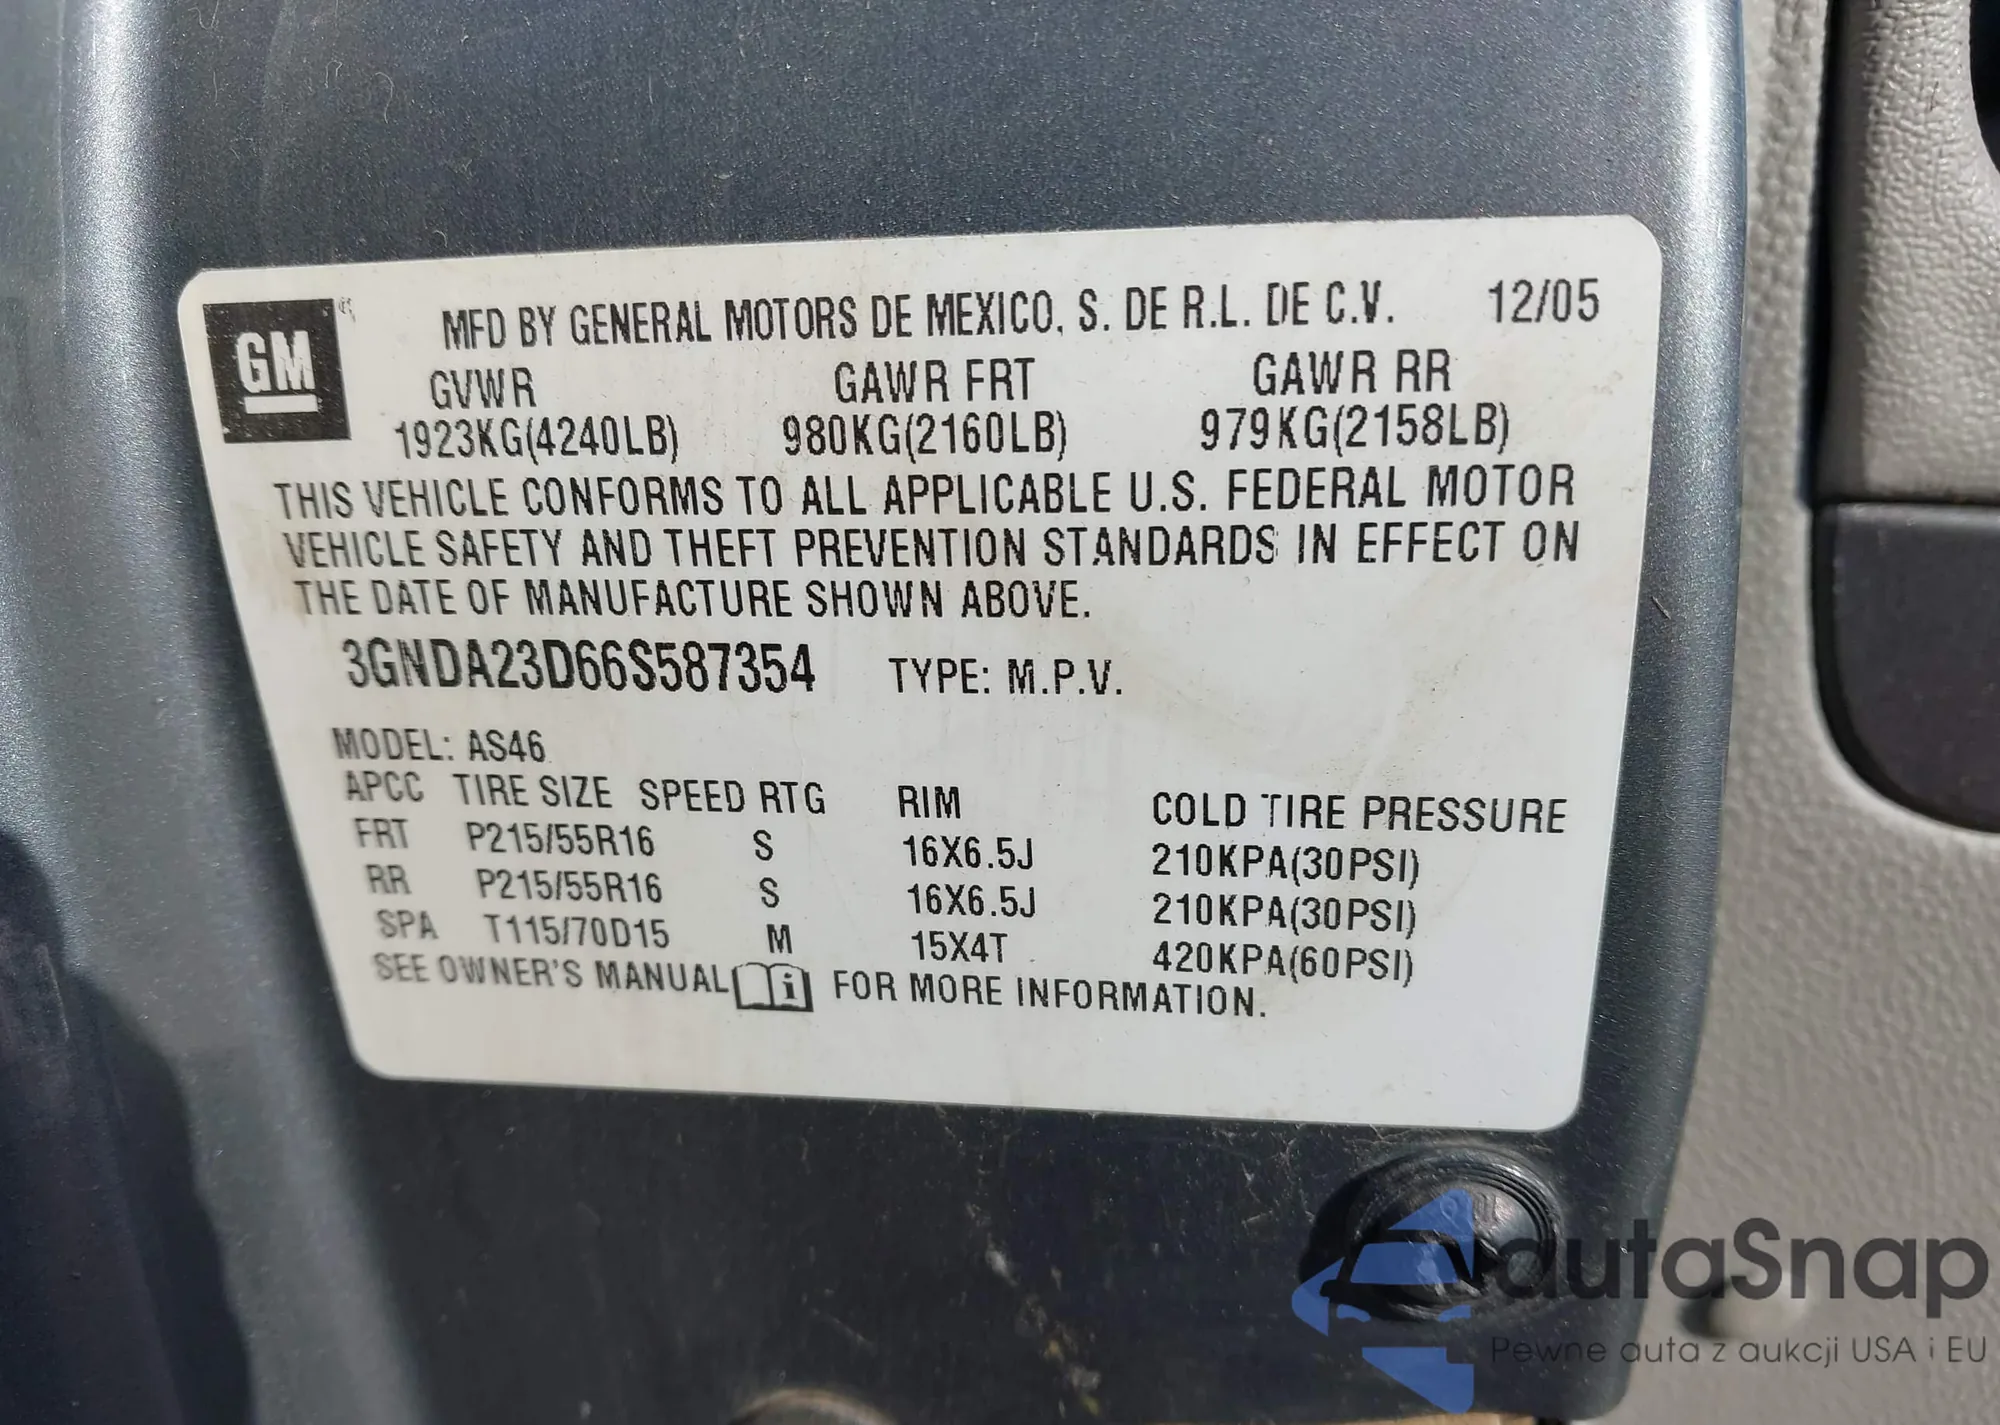 GM
MFD BY GENERAL MOTORS DE MEXICO, S. DE R.L. DE C.V. 12/05
GVWR GAWR FRT GAWR RR
1923KG(4240LB) 980KG(2160LB) 979KG(2158LB)
THIS VEHICLE CONFORMS TO ALL APPLICABLE U.S. FEDERAL MOTOR
VEHICLE SAFETY AND THEFT PREVENTION STANDARDS IN EFFECT ON
THE DATE OF MANUFACTURE SHOWN ABOVE.
3GNDA23D66S587354 TYPE: M.P.V.
MODEL: AS46
APCC TIRE SIZE SPEED RTG RIM COLD TIRE PRESSURE
FRT P215/55R16 S 16X6.5J 210KPA(30PSI)
RR P215/55R16 S 16X6.5J 210KPA(30PSI)
SPA T115/70D15 M 15X4T 420KPA(60PSI)
SEE OWNER'S MANUAL i FOR MORE INFORMATION.
autaSnap
Pewne auta z aukcji USA i EU